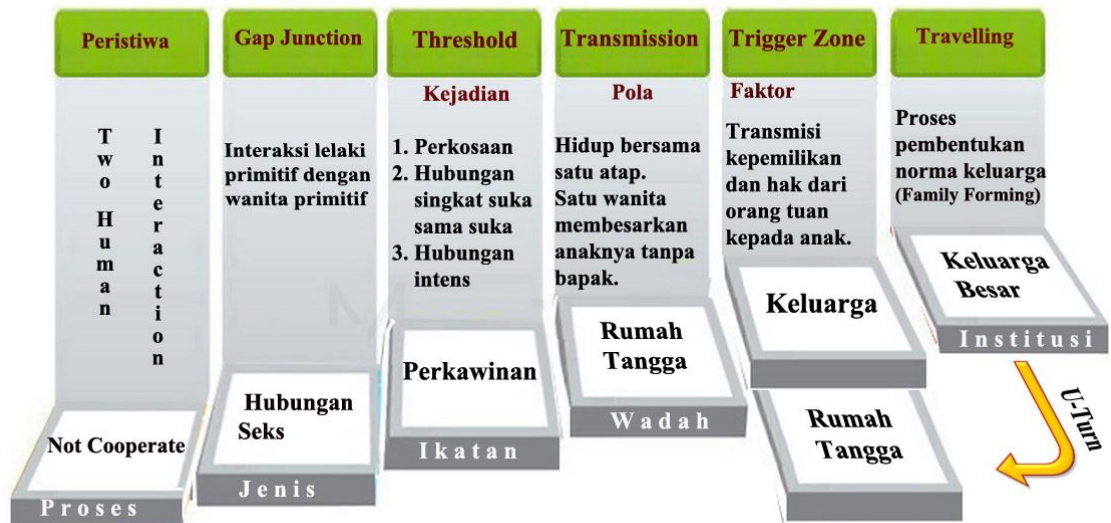 Peristiwa
Two Human
Interaction
Not Cooperate
Proses
Gap Junction
Interaksi lelaki
primitif dengan
wanita primitif
Hubungan
Seks
Jenis
Threshold
Kejadian
1. Perkosaan
2. Hubungan
singkat suka
sama suka
3. Hubungan
intens
Perkawinan
Ikatan
Transmission
Pola
Hidup bersama
satu atap.
Satu wanita
membesarkan
anaknya tanpa
bapak.
Rumah
Tangga
Wadah
Trigger Zone
Faktor
Transmisi
kepemilikan
dan hak dari
orang tuan
kepada anak.
Keluarga
Rumah
Tangga
Travelling
Proses
pembentukan
norma keluarga
(Family Forming)
Keluarga
Besar
Institusi
U-Turn